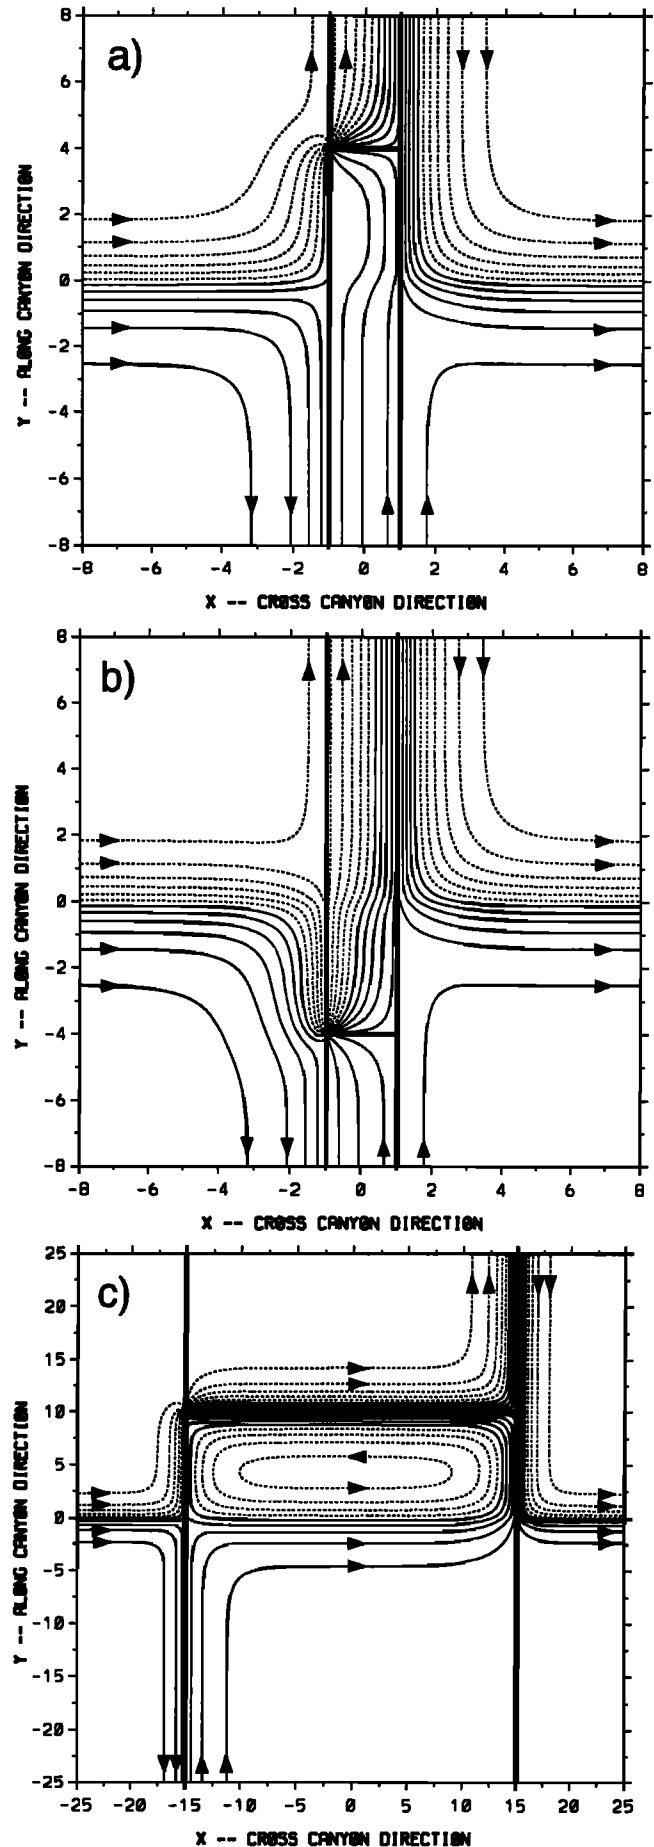 a)
8
6
4
2
0
-2
-4
-6
-8
Y -- ALONG CANYON DIRECTION
-8 -6 -4 -2 0 2 4 6 8
X -- CROSS CANYON DIRECTION
b)
8
6
4
2
0
-2
-4
-6
-8
Y -- ALONG CANYON DIRECTION
-8 -6 -4 -2 0 2 4 6 8
X -- CROSS CANYON DIRECTION
c)
25
20
15
10
5
0
-5
-10
-15
-20
-25
Y -- ALONG CANYON DIRECTION
-25 -20 -15 -10 -5 0 5 10 15 20 25
X -- CROSS CANYON DIRECTION